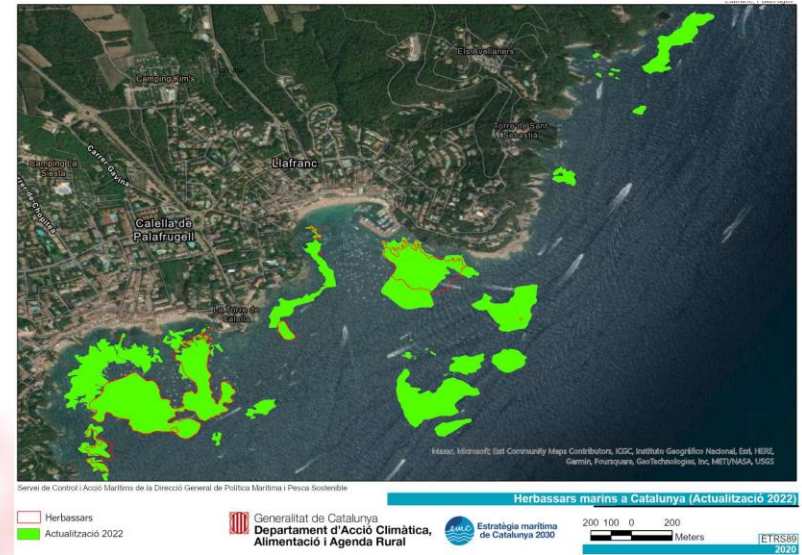 Camping Kim's
Els Avellaners
Torre de Sant
Sebastià
Camping La
Siesta
Carrer Gavina
Llafranc
Calella de
Palafrugell
La Torre de
Calella
Maxar, Microsoft, Esri Community Maps Contributors, ICGC, Instituto Geográfico Nacional, Esri, HERE,
Garmin, Foursquare, GeoTechnologies, Inc, METI/NASA, USGS
Servei de Control i Acció Marítims de la Direcció General de Política Marítima i Pesca Sostenible
Herbassars marins a Catalunya (Actualització 2022)
Herbassars
Actualització 2022
Generalitat de Catalunya
Departament d'Acció Climàtica,
Alimentació i Agenda Rural
emc
Estratègia marítima
de Catalunya 2030
200 100 0 200
Meters
ETRS89
2020